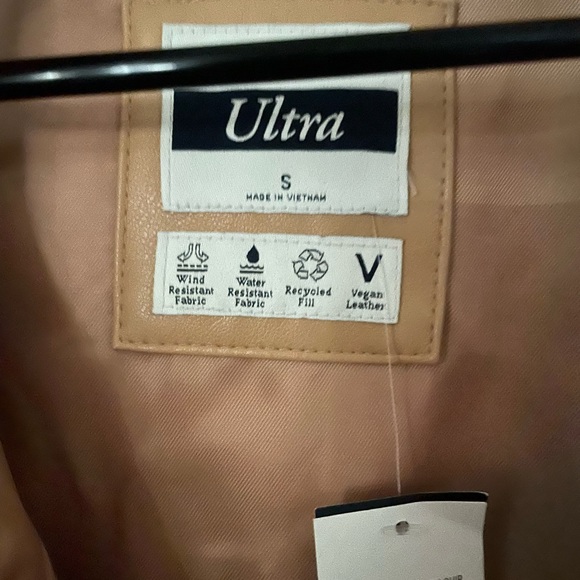 Ultra
S
MADE IN VIETNAM
Wind
Resistant
Fabric
Water
Resistant
Fabric
Recycled
Fill
V
Vegan
Leather